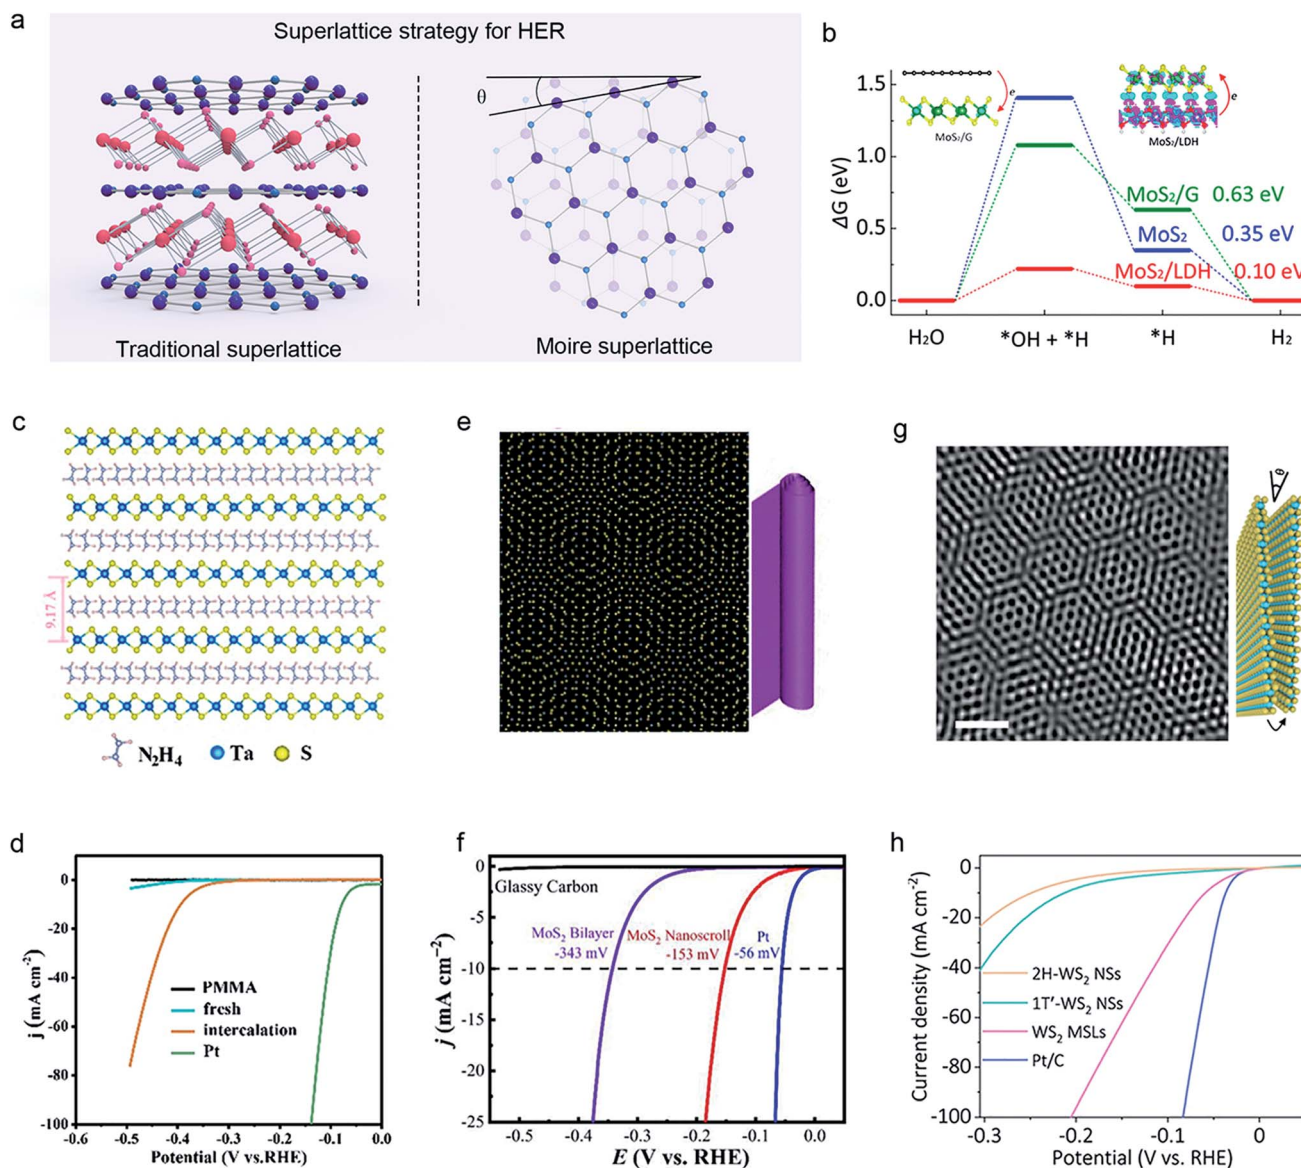 a
Superlattice strategy for HER
θ
Traditional superlattice
Moire superlattice
b
ΔG (eV)
1.5
1.0
0.5
0.0
e
MoS₂/G
e
MoS₂/LDH
MoS₂/G 0.63 eV
MoS₂ 0.35 eV
MoS₂/LDH 0.10 eV
H₂O
*OH + *H
*H
H₂
c
9.17 Å
N₂H₄
Ta
S
e
g
θ
d
j (mA cm⁻²)
0
-20
-40
-60
-80
-100
PMMA
fresh
intercalation
Pt
-0.6
-0.5
-0.4
-0.3
-0.2
-0.1
0.0
Potential (V vs.RHE)
f
j (mA cm⁻²)
0
-5
-10
-15
-20
-25
Glassy Carbon
MoS₂ Bilayer
-343 mV
MoS₂ Nanoscroll
-153 mV
Pt
-56 mV
-0.5
-0.4
-0.3
-0.2
-0.1
0.0
E (V vs. RHE)
h
Current density (mA cm⁻²)
0
-20
-40
-60
-80
-100
2H-WS₂ NSs
1T′-WS₂ NSs
WS₂ MSLs
Pt/C
-0.3
-0.2
-0.1
0.0
Potential (V vs. RHE)